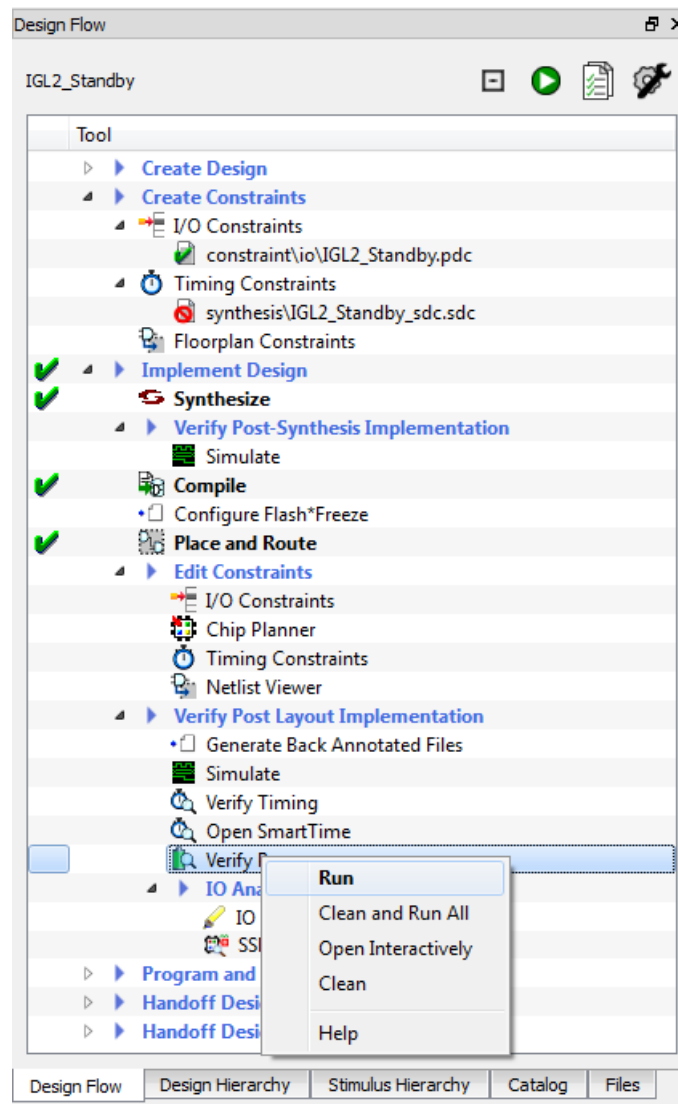 Design Flow
IGL2_Standby
Tool
Create Design
Create Constraints
I/O Constraints
constraint\io\IGL2_Standby.pdc
Timing Constraints
synthesis\IGL2_Standby_sdc.sdc
Floorplan Constraints
Implement Design
Synthesize
Verify Post-Synthesis Implementation
Simulate
Compile
Configure Flash*Freeze
Place and Route
Edit Constraints
I/O Constraints
Chip Planner
Timing Constraints
Netlist Viewer
Verify Post Layout Implementation
Generate Back Annotated Files
Simulate
Verify Timing
Open SmartTime
Verify
Run
IO
Clean and Run All
IO
Open Interactively
Program and
Clean
Handoff
Handoff
Help
Design Flow Design Hierarchy Stimulus Hierarchy Catalog Files